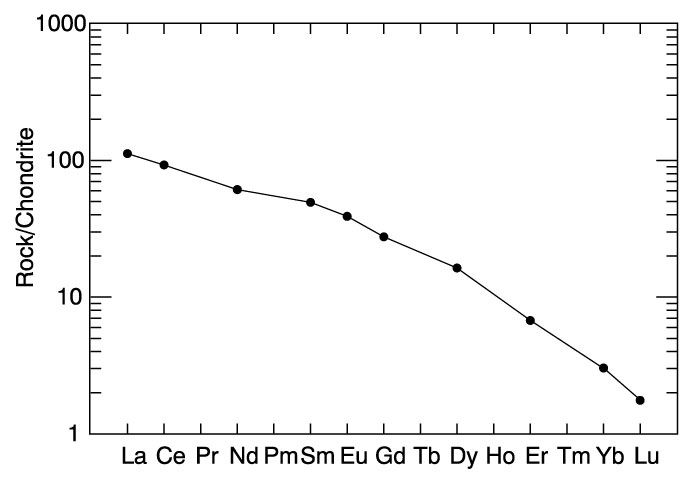 1000
100
10
1
Rock/Chondrite
La Ce Pr Nd Pm Sm Eu Gd Tb Dy Ho Er Tm Yb Lu